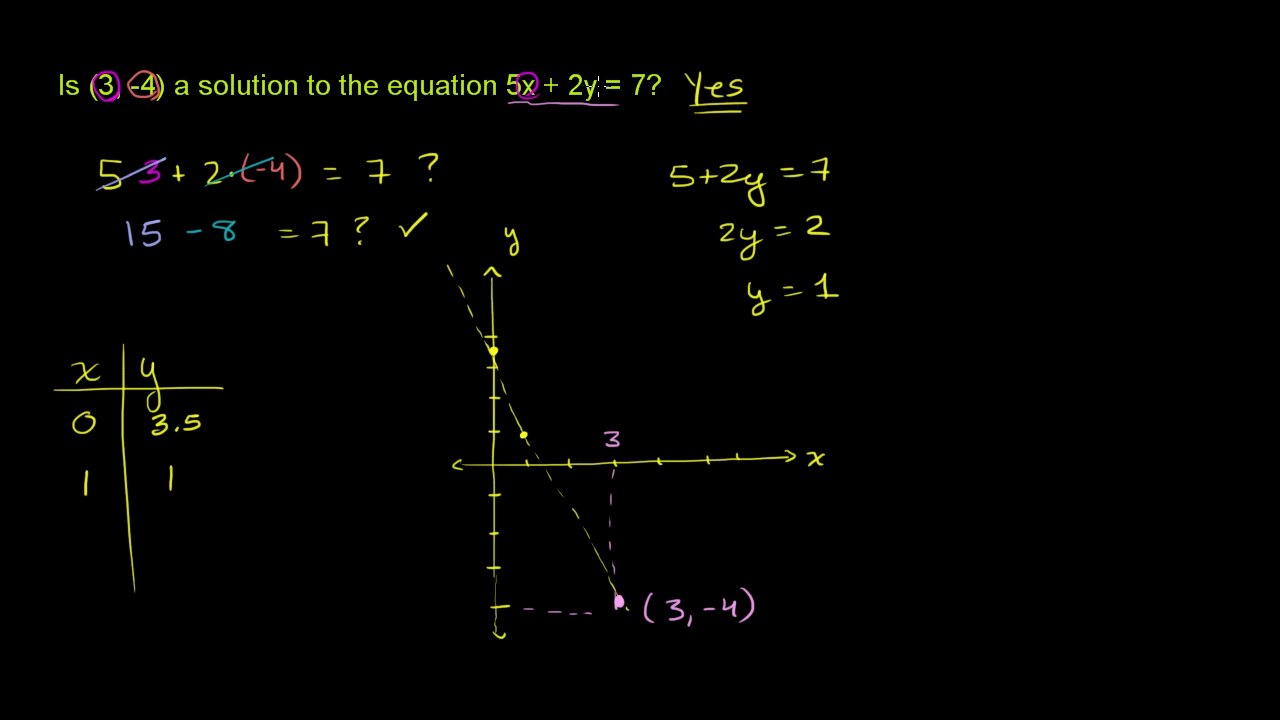 Is (3, -4) a solution to the equation 5x + 2y = 7? Yes
5 · 3 + 2 · (-4) = 7 ?
15 - 8 = 7 ? ✓
5 + 2y = 7
2y = 2
y = 1
x y
0 3.5
1 1
y
3
x
(3, -4)